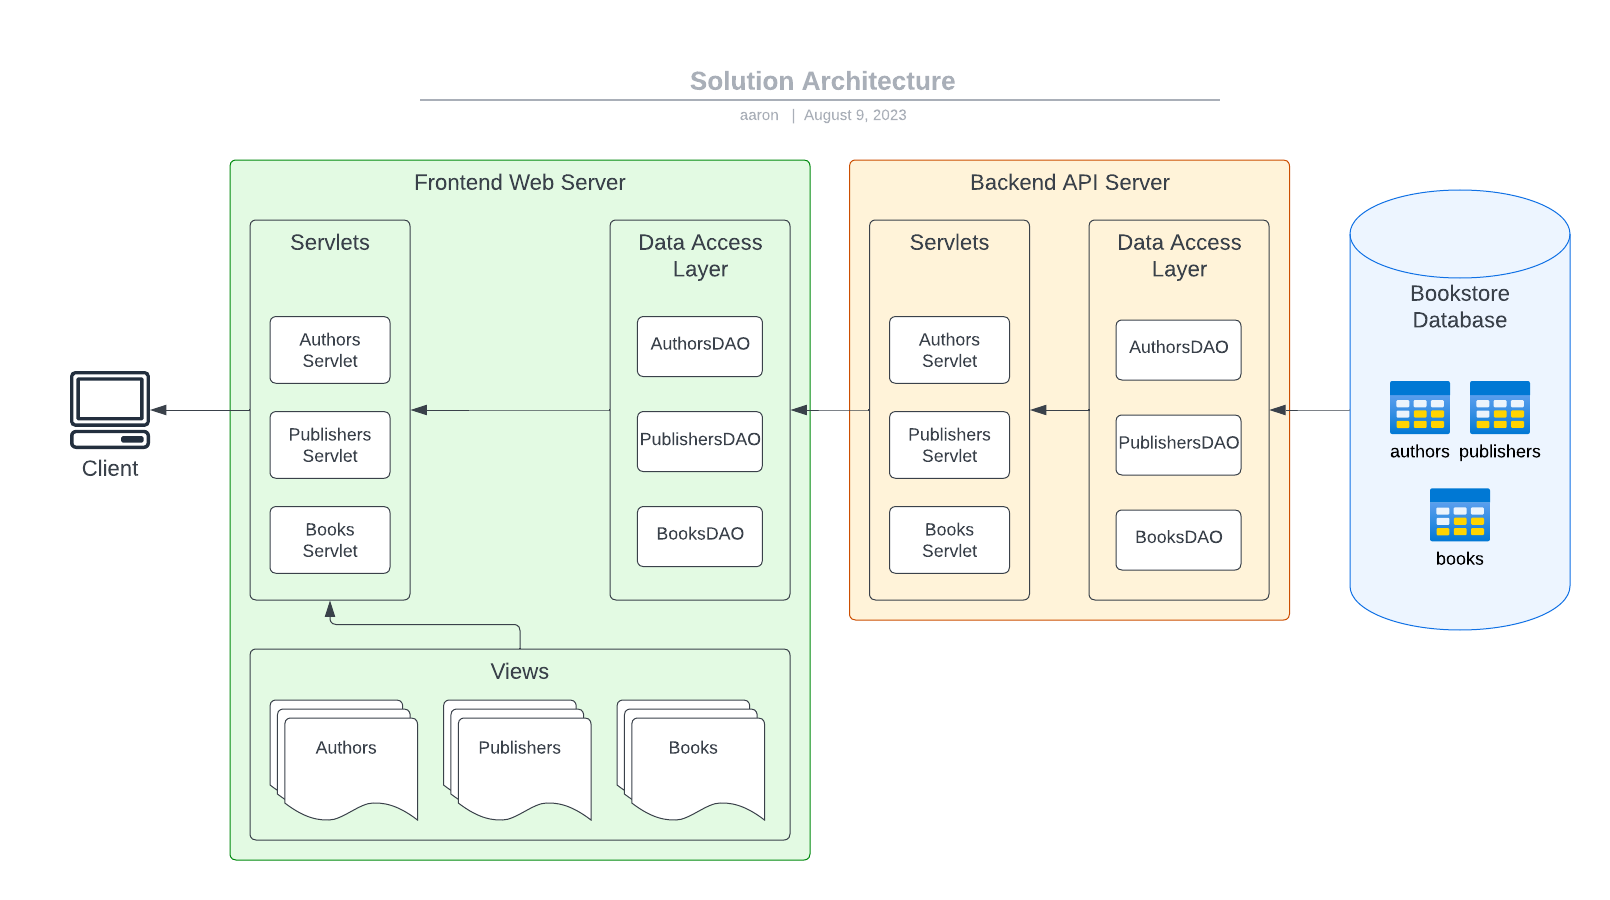 Solution Architecture
aaron | August 9, 2023
Frontend Web Server
Servlets
Authors
Servlet
Publishers
Servlet
Books
Servlet
Data Access
Layer
AuthorsDAO
PublishersDAO
BooksDAO
Views
Authors
Publishers
Books
Client
Backend API Server
Servlets
Authors
Servlet
Publishers
Servlet
Books
Servlet
Data Access
Layer
AuthorsDAO
PublishersDAO
BooksDAO
Bookstore
Database
authors publishers
books